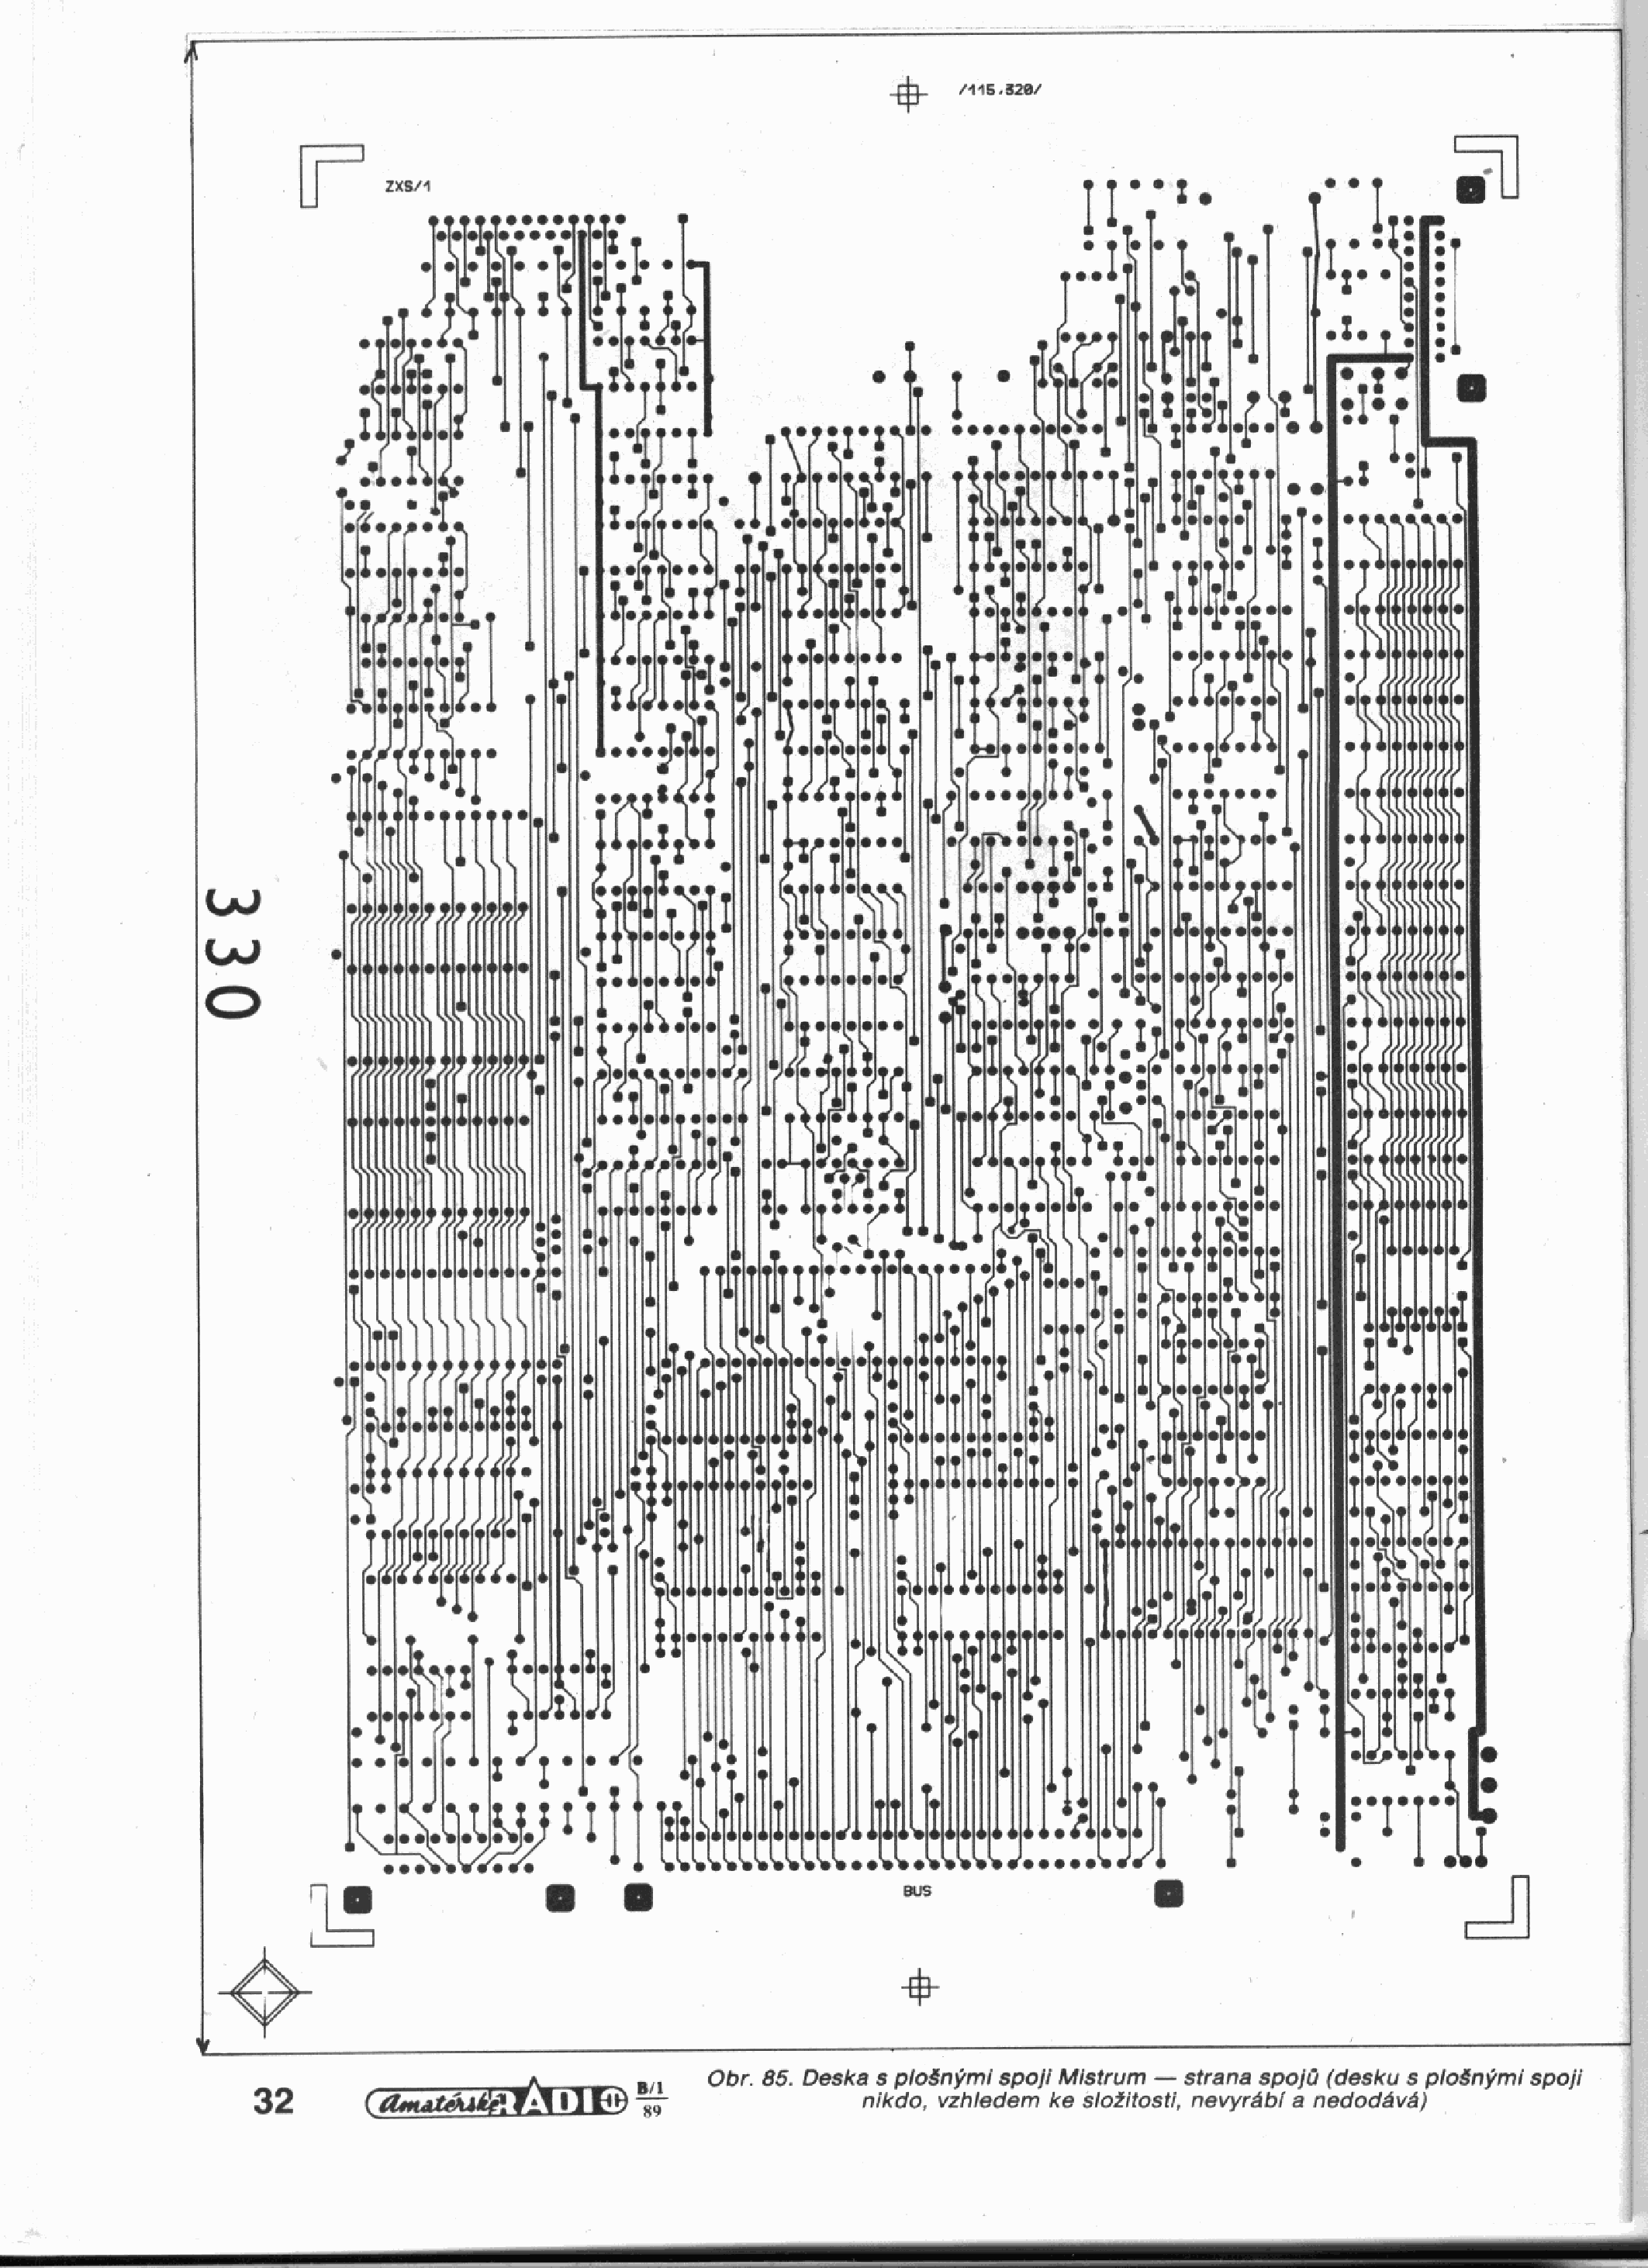 /115.320/
ZXS/1
330
BUS
Obr. 85. Deska s plošnými spoji Mistrum — strana spojů (desku s plošnými spoji
nikdo, vzhledem ke složitosti, nevyrábí a nedodává)
32
Amatérské RADIO B/1
89